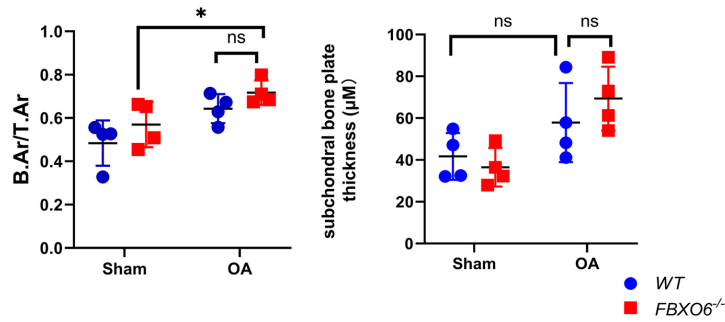 *
ns
1.0
0.8
0.6
0.4
0.2
0.0
B.Ar/T.Ar
Sham OA
ns ns
100
80
60
40
20
0
subchondral bone plate
thickness (μM)
Sham OA
WT
FBXO6-/-